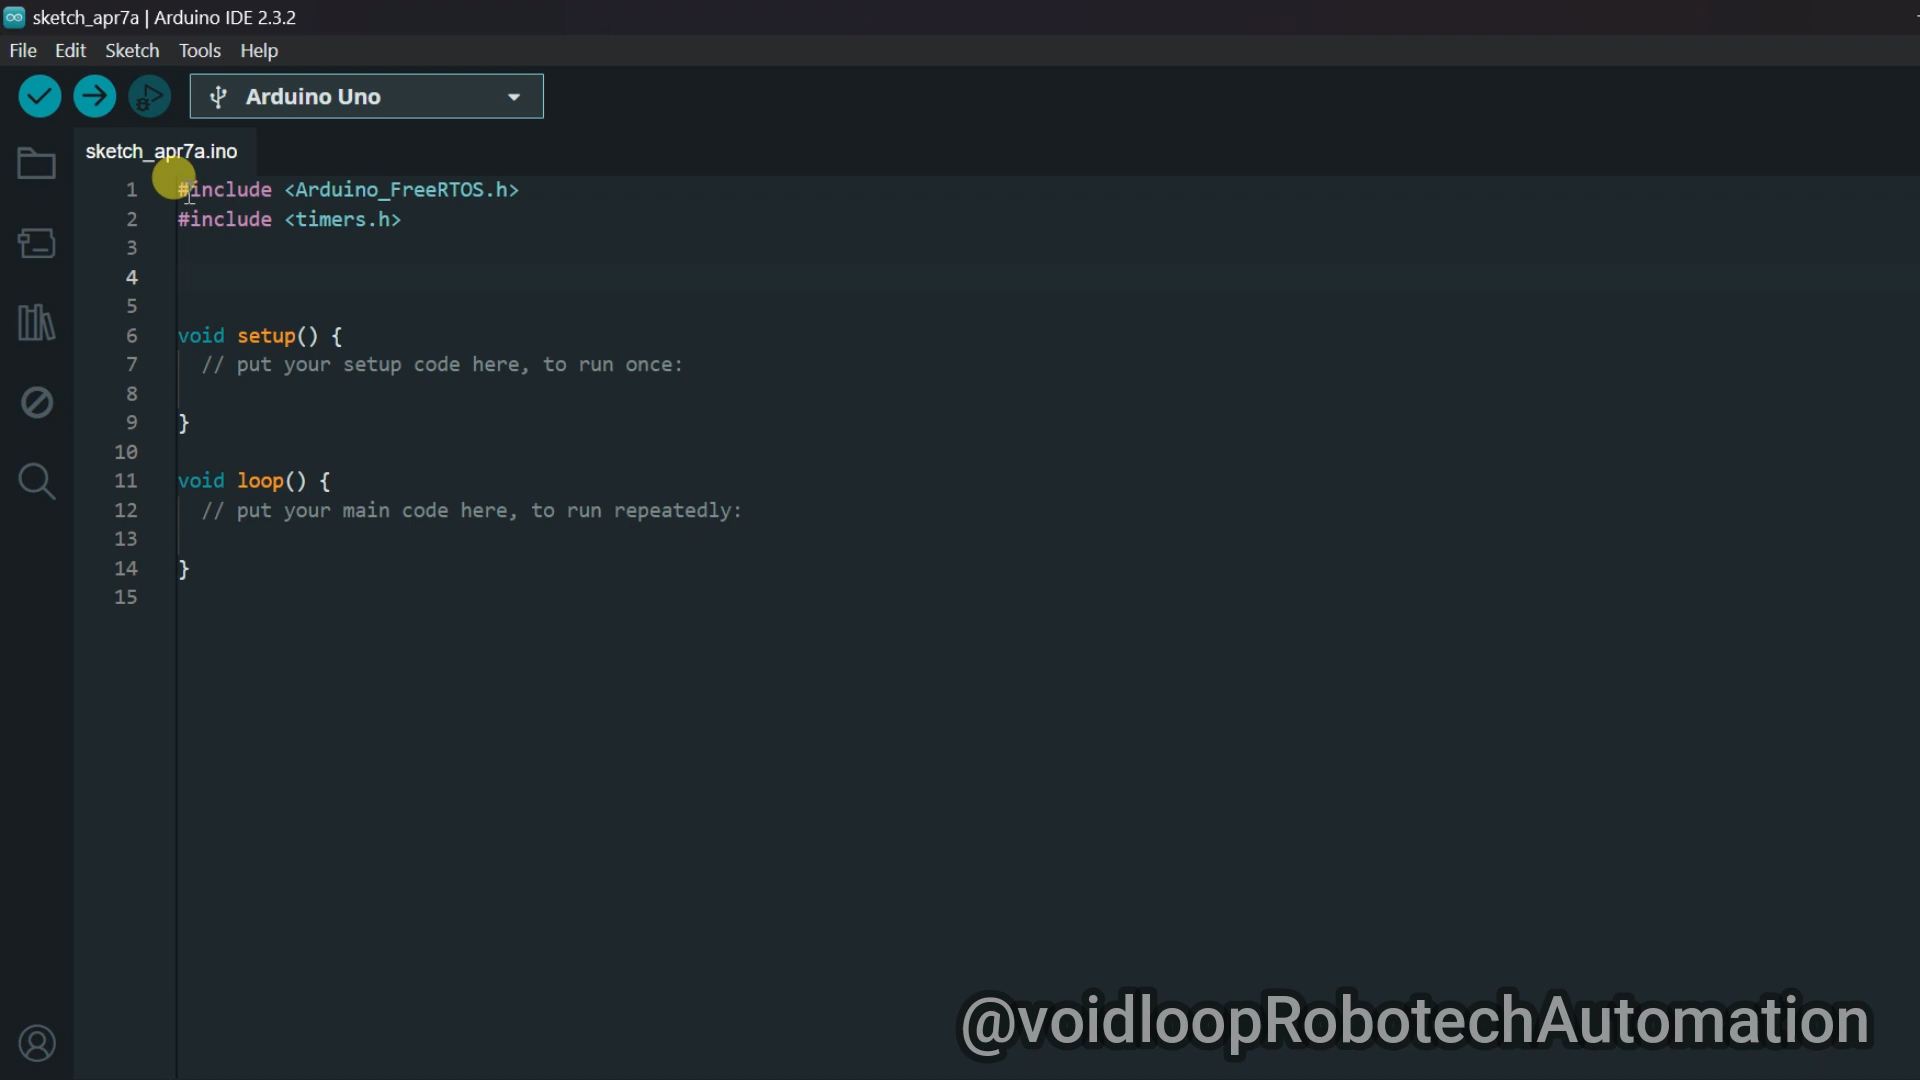 sketch_apr7a | Arduino IDE 2.3.2
File Edit Sketch Tools Help
Arduino Uno
sketch_apr7a.ino
1 #include <Arduino_FreeRTOS.h>
2 #include <timers.h>
3
4
5
6 void setup() {
7 // put your setup code here, to run once:
8
9 }
10
11 void loop() {
12 // put your main code here, to run repeatedly:
13
14 }
15
@voidloopRobotechAutomation